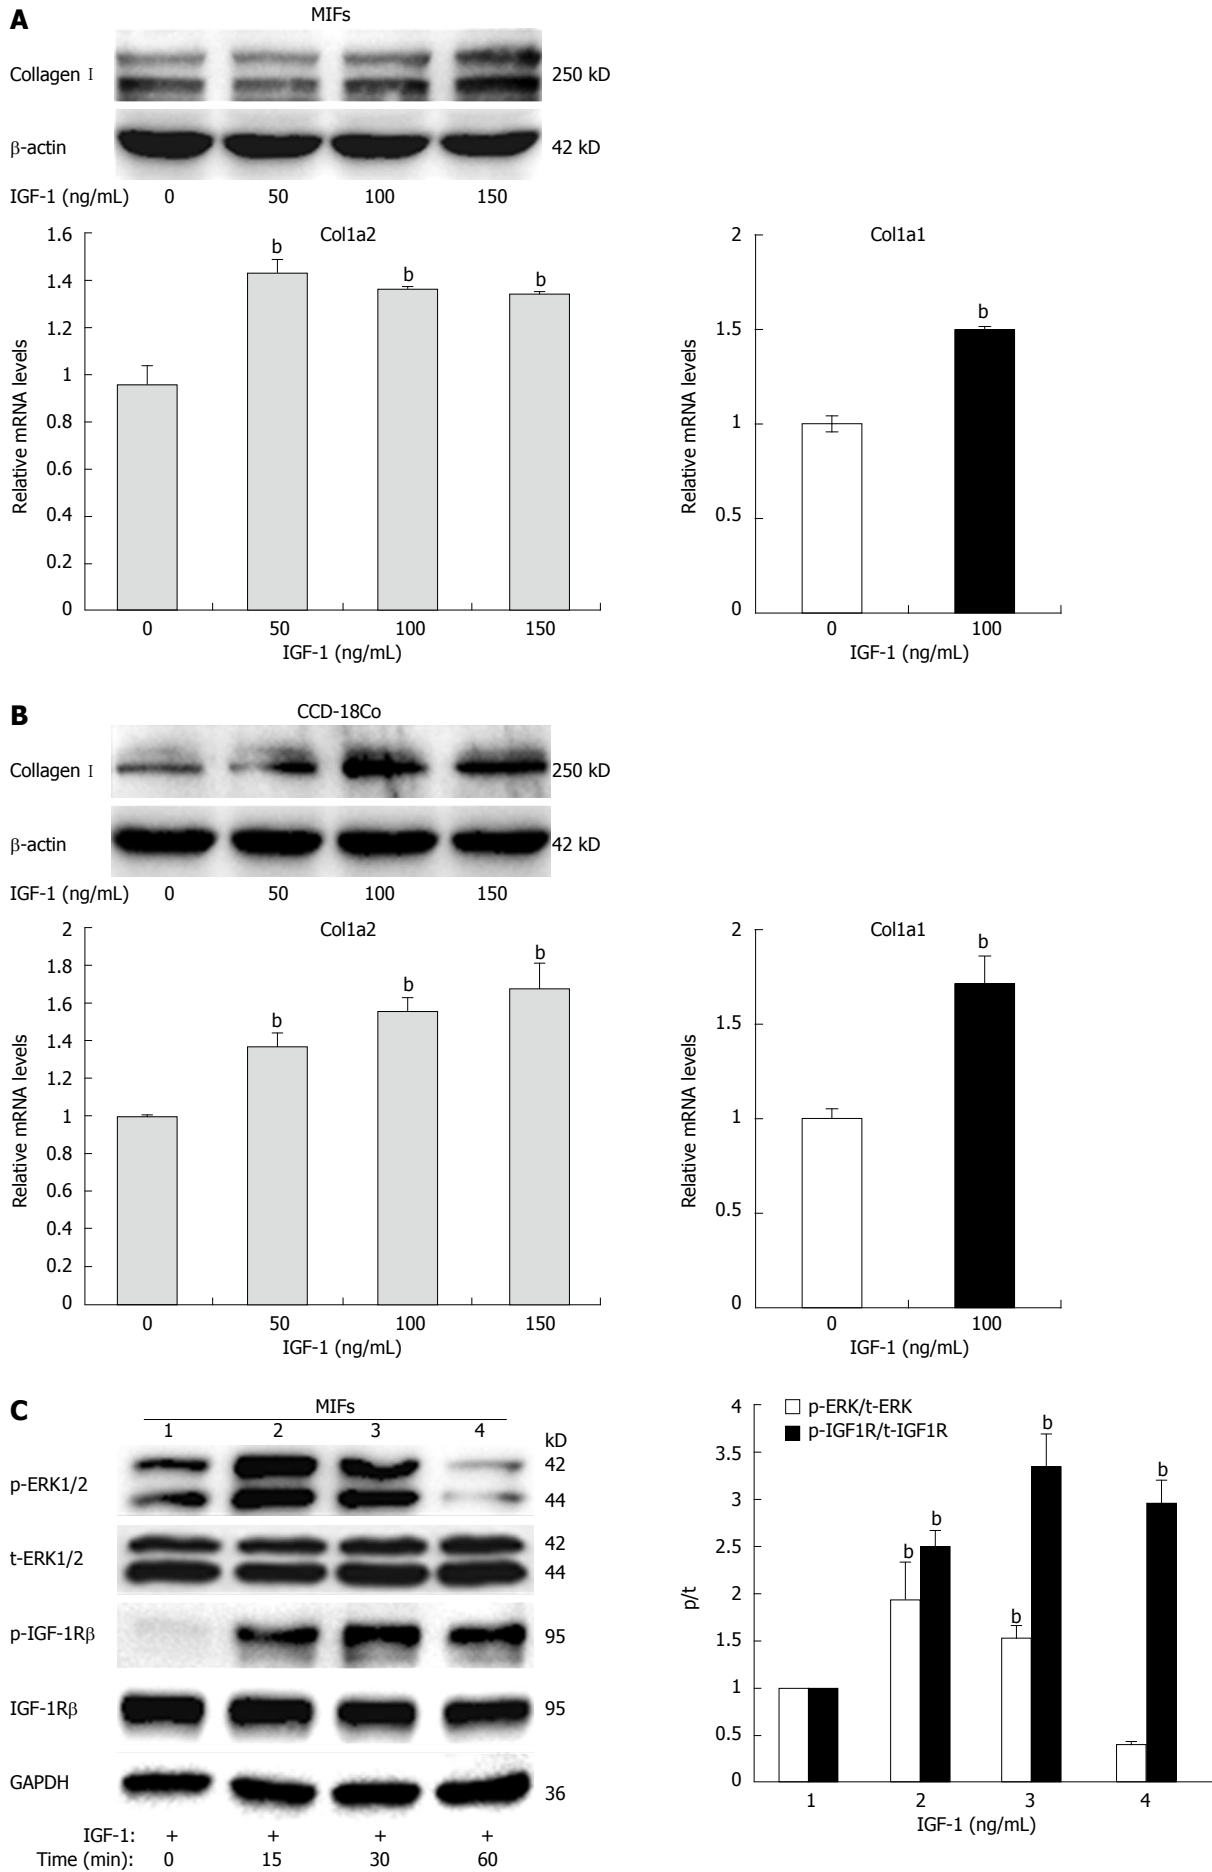 A
MIFs
Collagen Ⅰ
250 kD
β-actin
42 kD
IGF-1 (ng/mL) 0 50 100 150
Col1a2
1.6
1.4
1.2
1
0.8
0.6
0.4
0.2
0
Relative mRNA levels
b b b
0 50 100 150
IGF-1 (ng/mL)
Col1a1
2
1.5
1
0.5
0
Relative mRNA levels
b
0 100
IGF-1 (ng/mL)
B
CCD-18Co
Collagen Ⅰ
250 kD
β-actin
42 kD
IGF-1 (ng/mL) 0 50 100 150
Col1a2
2
1.8
1.6
1.4
1.2
1
0.8
0.6
0.4
0.2
0
Relative mRNA levels
b b b
0 50 100 150
IGF-1 (ng/mL)
Col1a1
2
1.5
1
0.5
0
Relative mRNA levels
b
0 100
IGF-1 (ng/mL)
C
MIFs
1 2 3 4
kD
p-ERK1/2
42
44
t-ERK1/2
42
44
p-IGF-1Rβ
95
IGF-1Rβ
95
GAPDH
36
IGF-1: + + + +
Time (min): 0 15 30 60
p-ERK/t-ERK
p-IGF1R/t-IGF1R
4
3.5
3
2.5
2
1.5
1
0.5
0
p/t
b b b b b
1 2 3 4
IGF-1 (ng/mL)